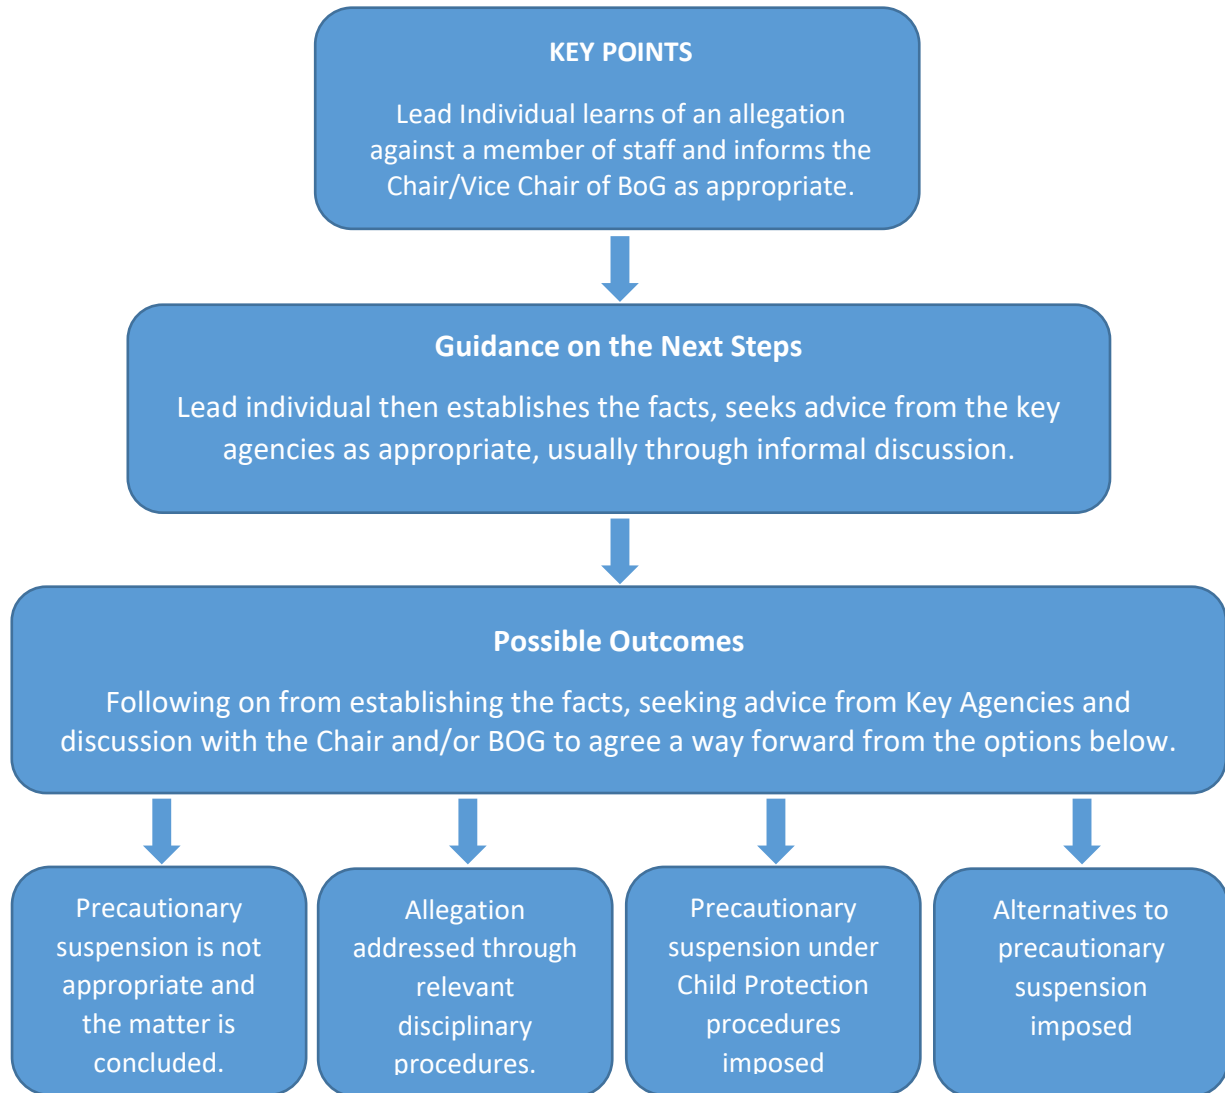 KEY POINTS
Lead Individual learns of an allegation
against a member of staff and informs the
Chair/Vice Chair of BoG as appropriate.
Guidance on the Next Steps
Lead individual then establishes the facts, seeks advice from the key
agencies as appropriate, usually through informal discussion.
Possible Outcomes
Following on from establishing the facts, seeking advice from Key Agencies and
discussion with the Chair and/or BOG to agree a way forward from the options below.
Precautionary
suspension is not
appropriate and
the matter is
concluded.
Allegation
addressed through
relevant
disciplinary
procedures.
Precautionary
suspension under
Child Protection
procedures
imposed
Alternatives to
precautionary
suspension
imposed